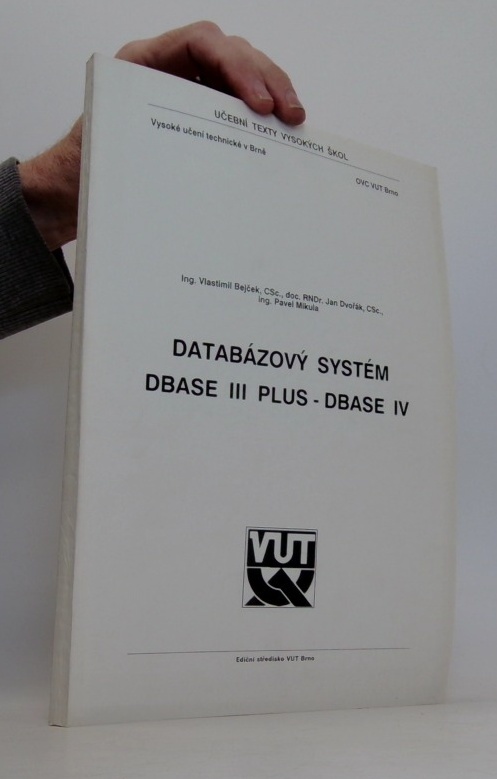 UČEBNÍ TEXTY VYSOKÝCH ŠKOL
Vysoké učení technické v Brně
OVC VUT Brno
Ing. Vlastimil Bejček, CSc., doc. RNDr. Jan Dvořák, CSc.,
ing. Pavel Mikula
DATABÁZOVÝ SYSTÉM
DBASE III PLUS - DBASE IV
VUT
Ediční středisko VUT Brno